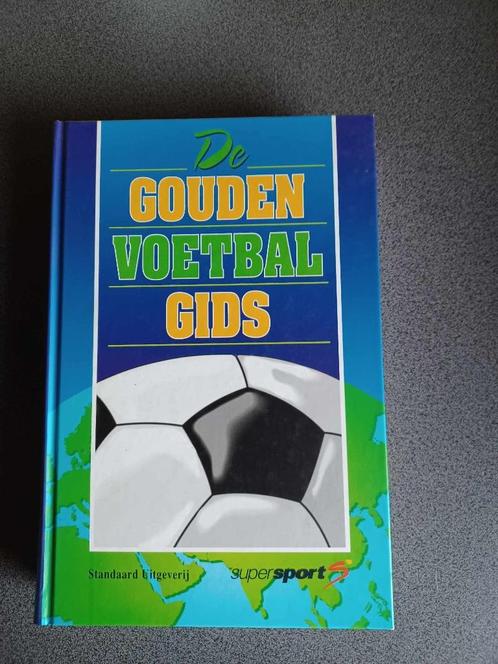 De
GOUDEN
VOETBAL
GIDS
Standaard Uitgeverij
supersport S